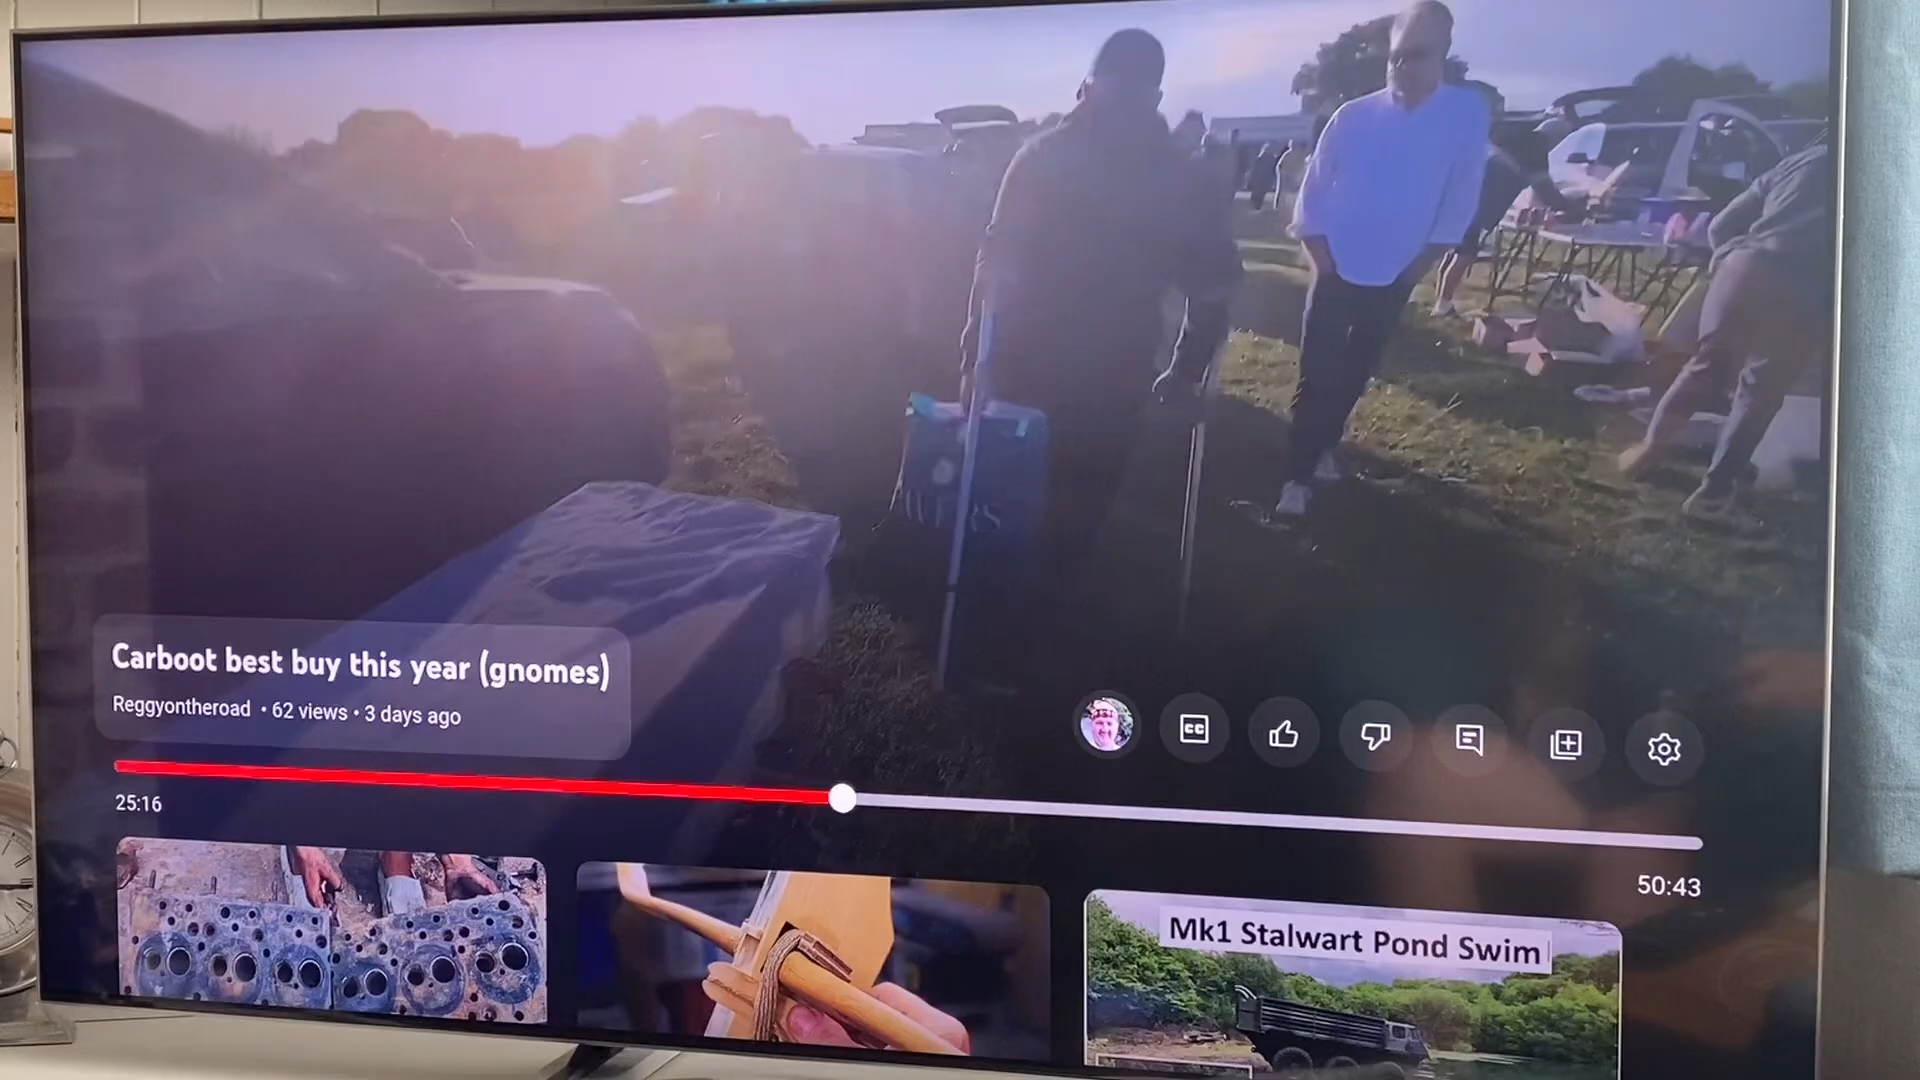 Carboot best buy this year (gnomes)
Reggyontheroad • 62 views • 3 days ago
CC
25:16
50:43
Mk1 Stalwart Pond Swim